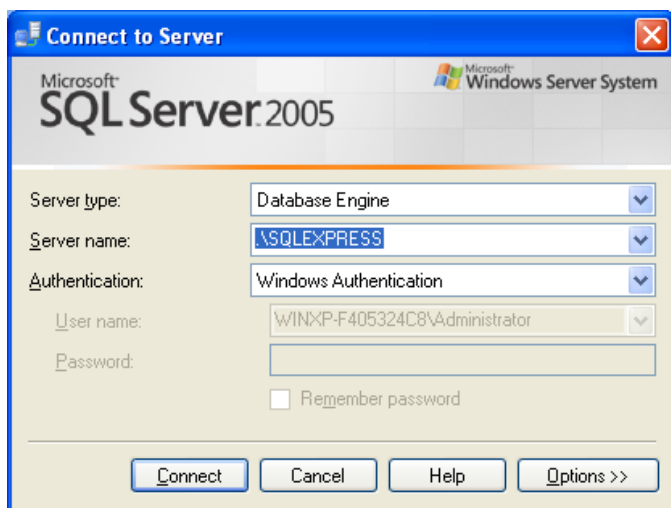 Connect to Server
Microsoft
SQL Server 2005
Microsoft
Windows Server System
Server type: Database Engine
Server name: .\SQLEXPRESS
Authentication: Windows Authentication
User name: WINXP-F405324C8\Administrator
Password:
Remember password
Connect Cancel Help Options >>